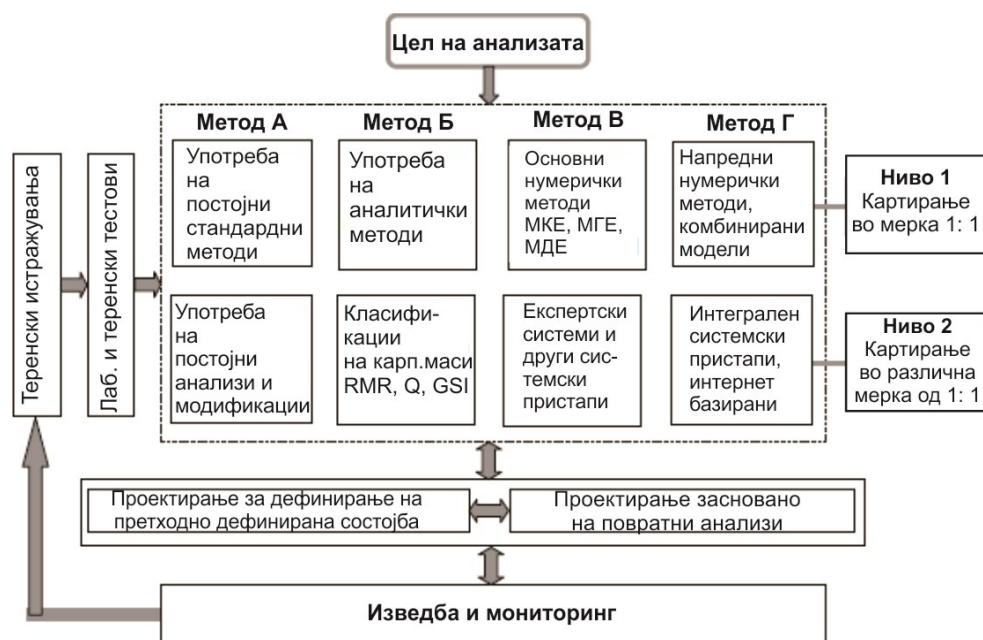 Цел на анализата
Метод А
Метод Б
Метод В
Метод Г
Употреба
на
постојни
стандардни
методи
Употреба
на
аналитички
методи
Основни
нумерички
методи
МКЕ, МГЕ,
МДЕ
Напредни
нумерички
методи,
комбинирани
модели
Ниво 1
Картирање
во мерка 1: 1
Теренски истражувања
Лаб. и теренски тестови
Употреба
на
постојни
анализи и
модификации
Класифи-
кации
на карп.маси
RMR, Q, GSI
Експертски
системи и
други сис-
темски
пристапи
Интегрален
системски
пристапи,
интернет
базирани
Ниво 2
Картирање
во различна
мерка од 1: 1
Проектирање за дефинирање на
претходно дефинирана состојба
Проектирање засновано
на повратни анализи
Изведба и мониторинг